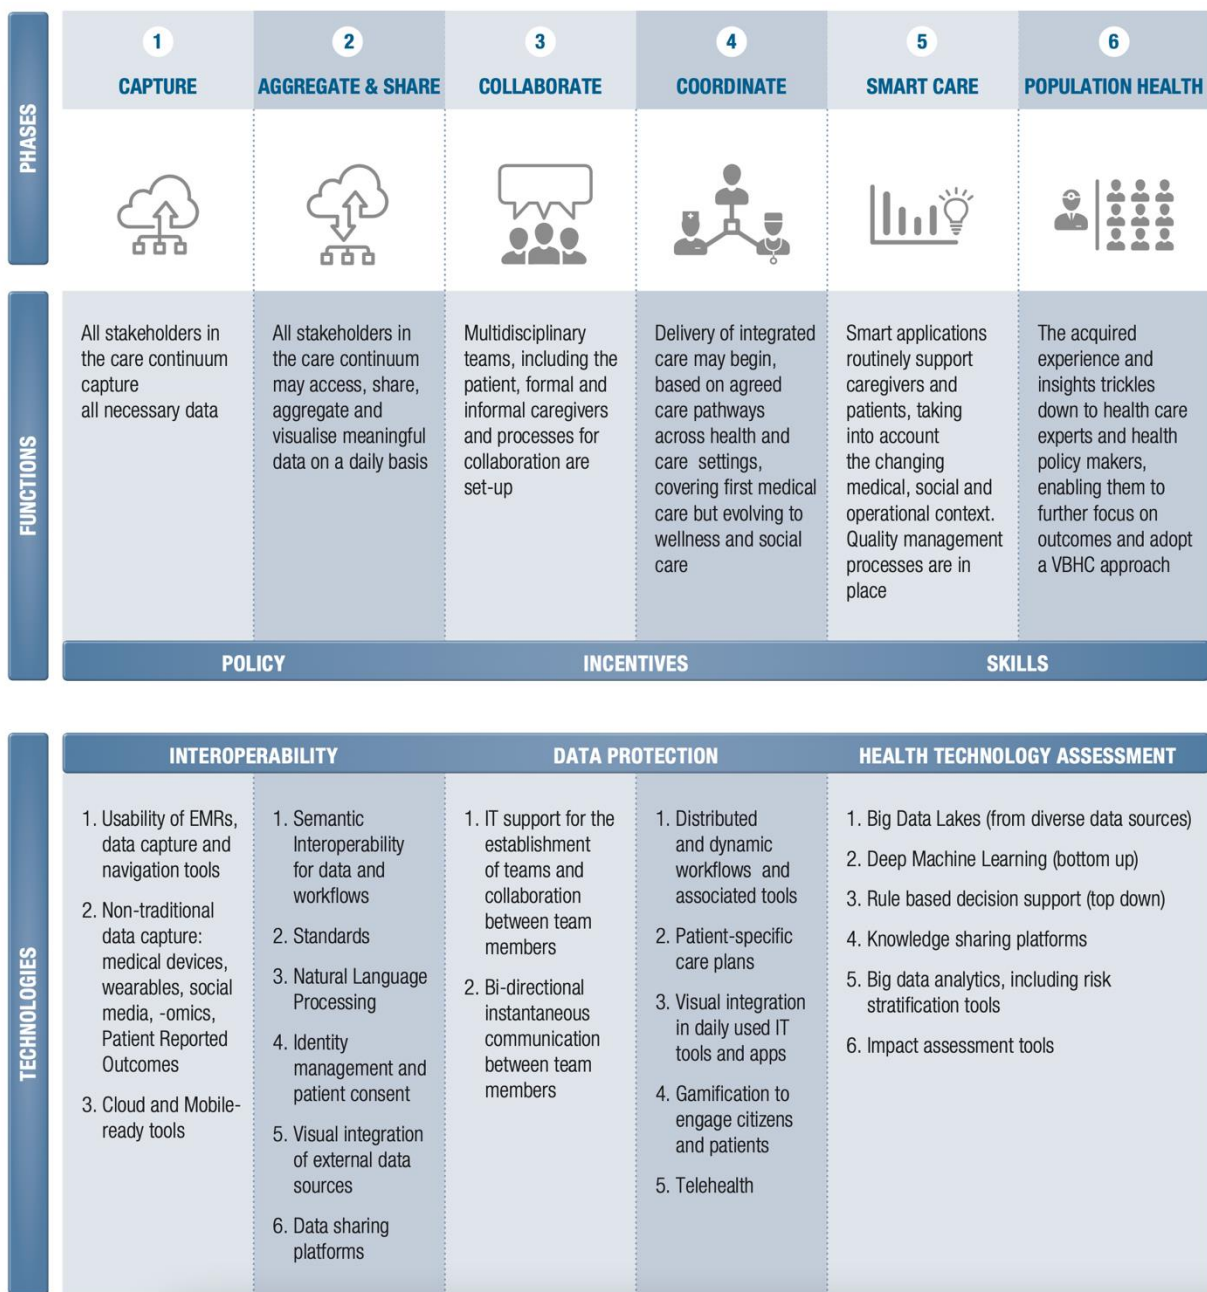 PHASES
1
CAPTURE
2
AGGREGATE & SHARE
3
COLLABORATE
4
COORDINATE
5
SMART CARE
6
POPULATION HEALTH
FUNCTIONS
All stakeholders in
the care continuum
capture
all necessary data
All stakeholders in
the care continuum
may access, share,
aggregate and
visualise meaningful
data on a daily basis
Multidisciplinary
teams, including the
patient, formal and
informal caregivers
and processes for
collaboration are
set-up
Delivery of integrated
care may begin,
based on agreed
care pathways
across health and
care settings,
covering first medical
care but evolving to
wellness and social
care
Smart applications
routinely support
caregivers and
patients, taking
into account
the changing
medical, social and
operational context.
Quality management
processes are in
place
The acquired
experience and
insights trickles
down to health care
experts and health
policy makers,
enabling them to
further focus on
outcomes and adopt
a VBHC approach
POLICY
INCENTIVES
SKILLS
TECHNOLOGIES
INTEROPERABILITY
DATA PROTECTION
HEALTH TECHNOLOGY ASSESSMENT
1. Usability of EMRs,
data capture and
navigation tools
2. Non-traditional
data capture:
medical devices,
wearables, social
media, -omics,
Patient Reported
Outcomes
3. Cloud and Mobile-
ready tools
1. Semantic
Interoperability
for data and
workflows
2. Standards
3. Natural Language
Processing
4. Identity
management and
patient consent
5. Visual integration
of external data
sources
6. Data sharing
platforms
1. IT support for the
establishment
of teams and
collaboration
between team
members
2. Bi-directional
instantaneous
communication
between team
members
1. Distributed
and dynamic
workflows and
associated tools
2. Patient-specific
care plans
3. Visual integration
in daily used IT
tools and apps
4. Gamification to
engage citizens
and patients
5. Telehealth
1. Big Data Lakes (from diverse data sources)
2. Deep Machine Learning (bottom up)
3. Rule based decision support (top down)
4. Knowledge sharing platforms
5. Big data analytics, including risk
stratification tools
6. Impact assessment tools